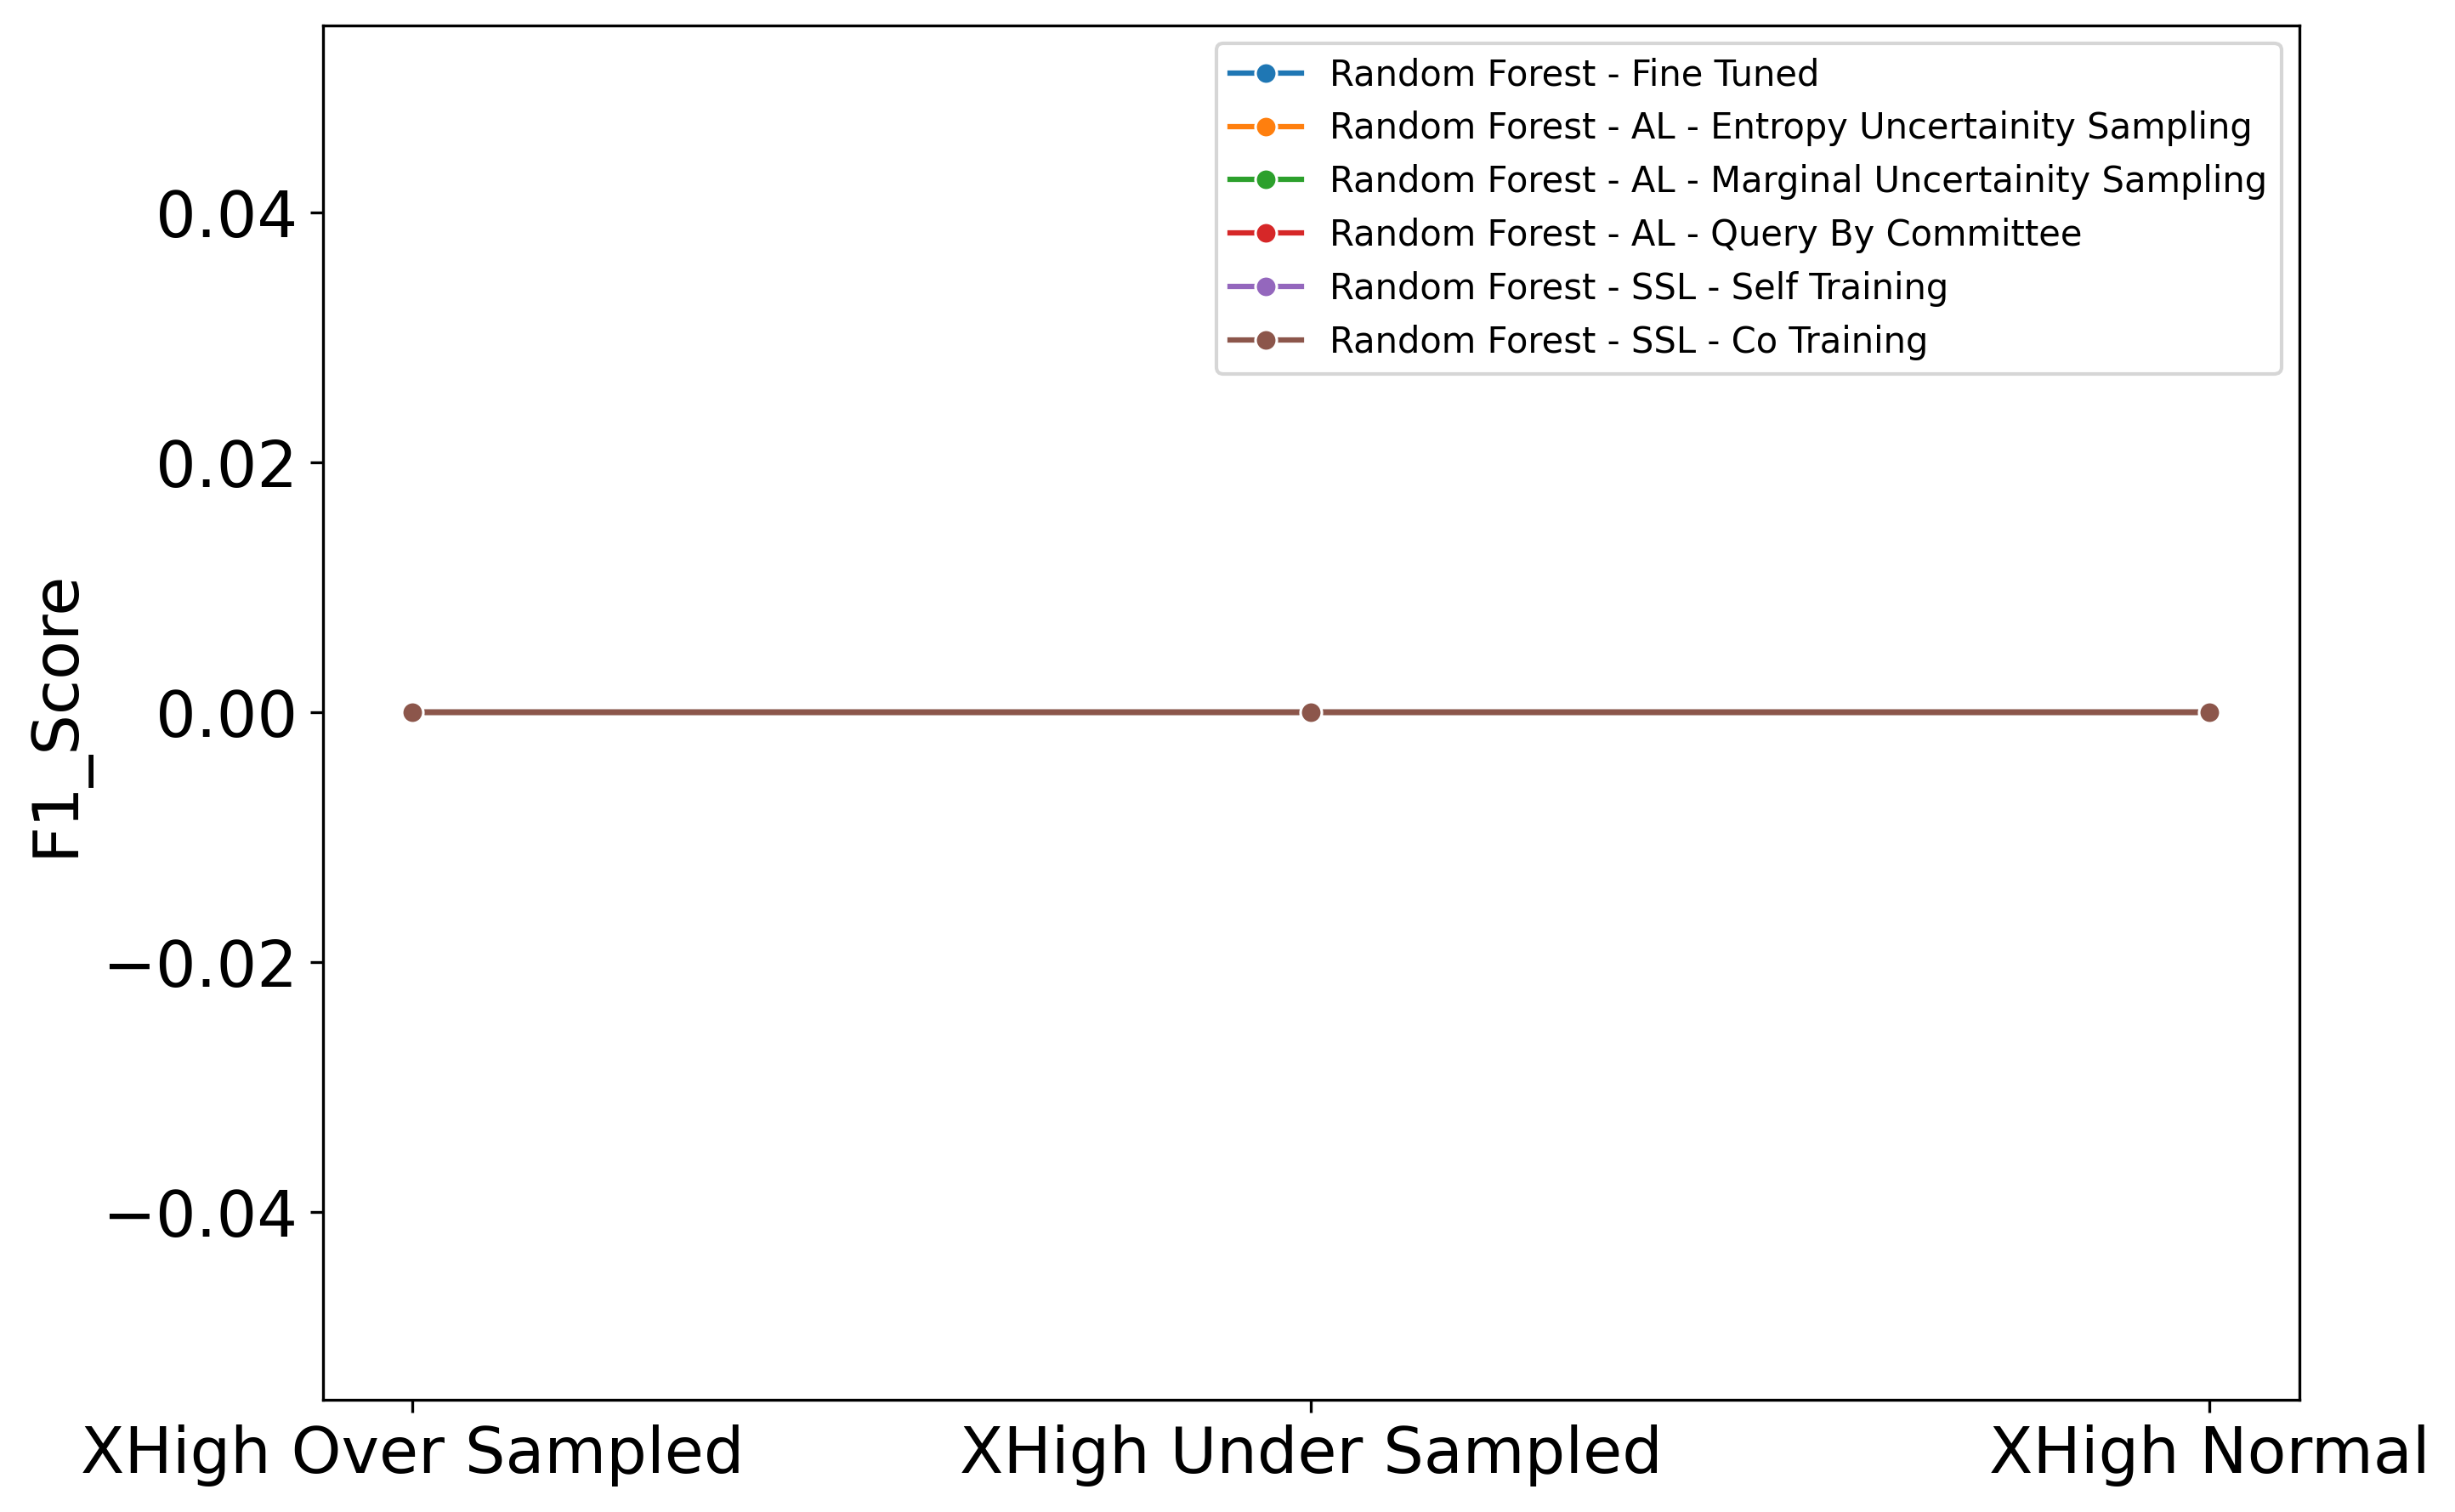 Random Forest - Fine Tuned
Random Forest - AL - Entropy Uncertainity Sampling
Random Forest - AL - Marginal Uncertainity Sampling
Random Forest - AL - Query By Committee
Random Forest - SSL - Self Training
Random Forest - SSL - Co Training
0.04
0.02
0.00
−0.02
−0.04
F1_Score
XHigh Over Sampled
XHigh Under Sampled
XHigh Normal